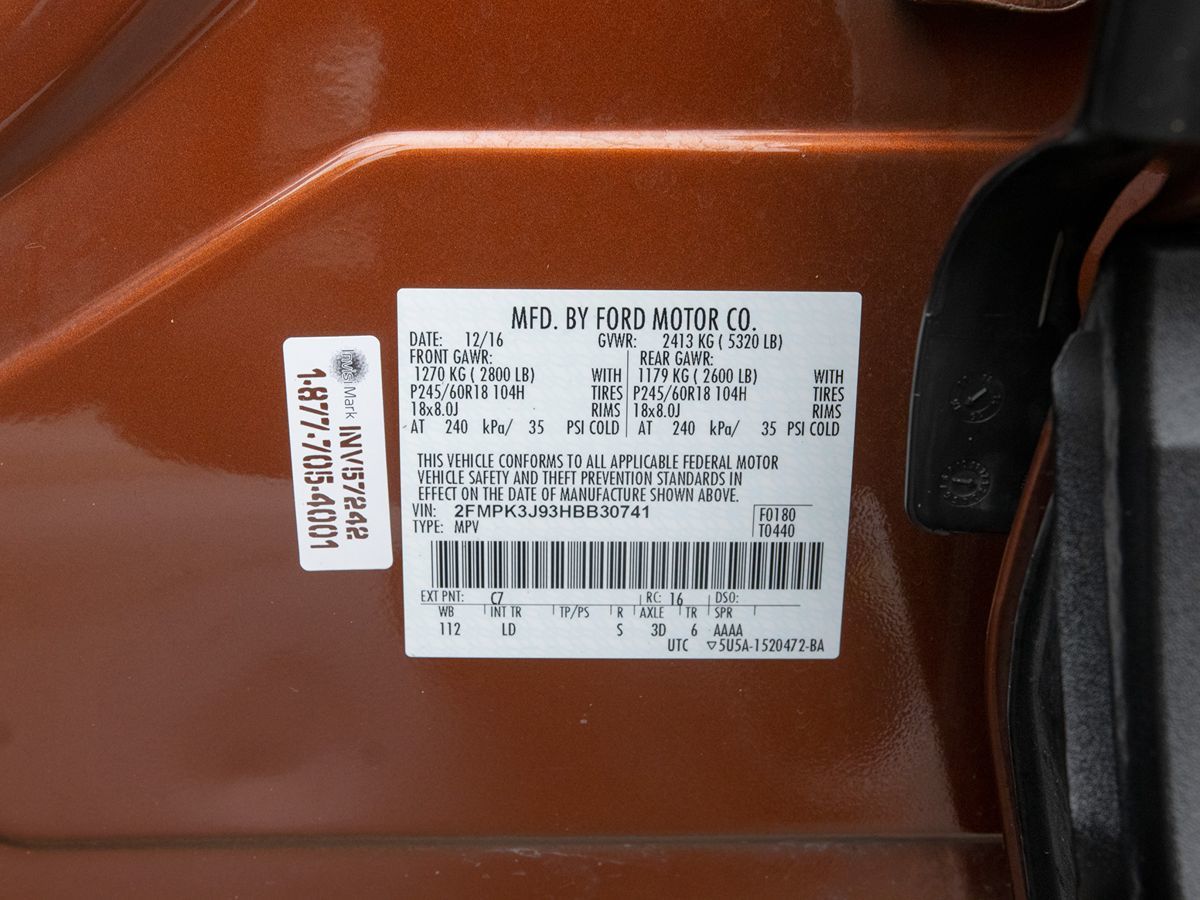 MFD. BY FORD MOTOR CO.
DATE: 12/16 GVWR: 2413 KG ( 5320 LB)
FRONT GAWR: REAR GAWR:
1270 KG ( 2800 LB) WITH 1179 KG ( 2600 LB) WITH
P245/60R18 104H TIRES P245/60R18 104H TIRES
18x8.0J RIMS 18x8.0J RIMS
AT 240 kPa/ 35 PSI COLD AT 240 kPa/ 35 PSI COLD
THIS VEHICLE CONFORMS TO ALL APPLICABLE FEDERAL MOTOR
VEHICLE SAFETY AND THEFT PREVENTION STANDARDS IN
EFFECT ON THE DATE OF MANUFACTURE SHOWN ABOVE.
VIN: 2FMPK3J93HBB30741 F0180
TYPE: MPV T0440
EXT PNT: C7 RC: 16 DSO:
WB INT TR TP/PS R AXLE TR SPR
112 LD S 3D 6 AAAA
UTC ▽5U5A-1520472-BA
InVis Mark INV57242
1·877·705·4001